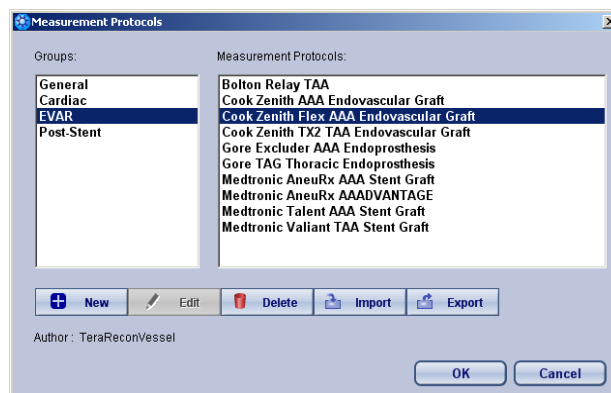 Measurement Protocols
Groups:
Measurement Protocols:
General
Cardiac
EVAR
Post-Stent
Bolton Relay TAA
Cook Zenith AAA Endovascular Graft
Cook Zenith Flex AAA Endovascular Graft
Cook Zenith TX2 TAA Endovascular Graft
Gore Excluder AAA Endoprosthesis
Gore TAG Thoracic Endoprosthesis
Medtronic AneuRx AAA Stent Graft
Medtronic AneuRx AAADVANTAGE
Medtronic Talent AAA Stent Graft
Medtronic Valiant TAA Stent Graft
New Edit Delete Import Export
Author : TeraReconVessel
OK Cancel